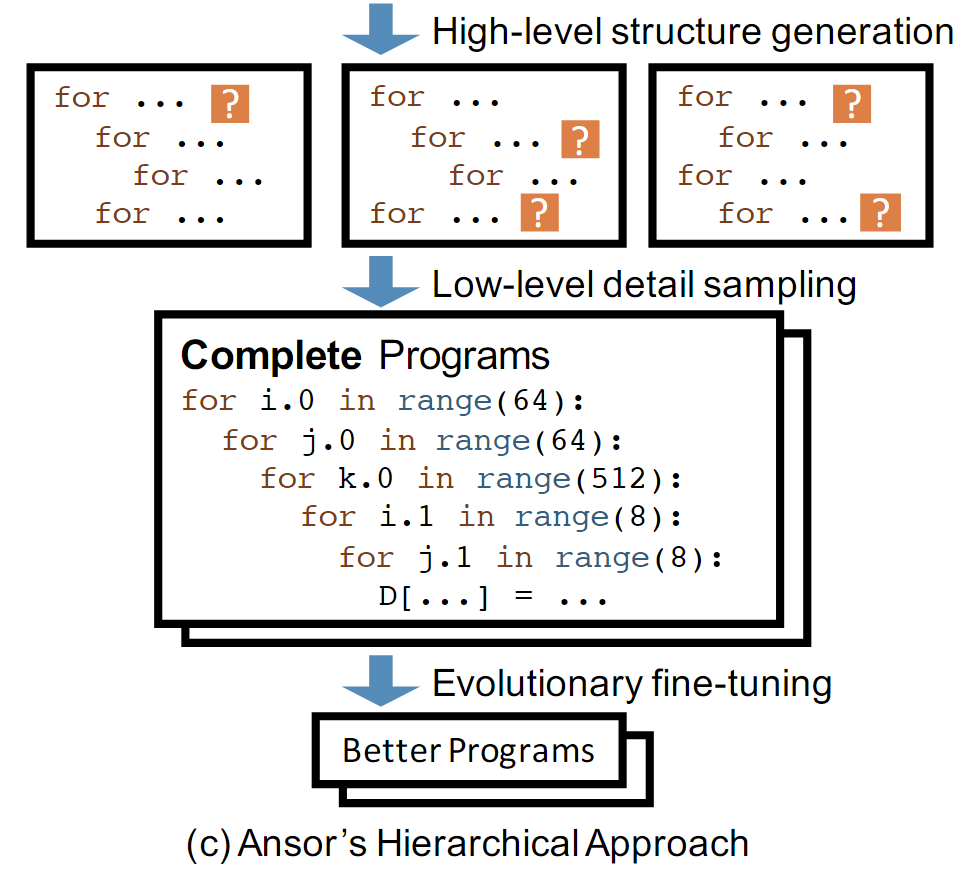 High-level structure generation
for ... ?
for ...
for ...
for ...
for ...
for ... ?
for ...
for ... ?
for ... ?
for ...
for ...
for ... ?
Low-level detail sampling
Complete Programs
for i.0 in range(64):
for j.0 in range(64):
for k.0 in range(512):
for i.1 in range(8):
for j.1 in range(8):
D[...] = ...
Evolutionary fine-tuning
Better Programs
(c) Ansor's Hierarchical Approach